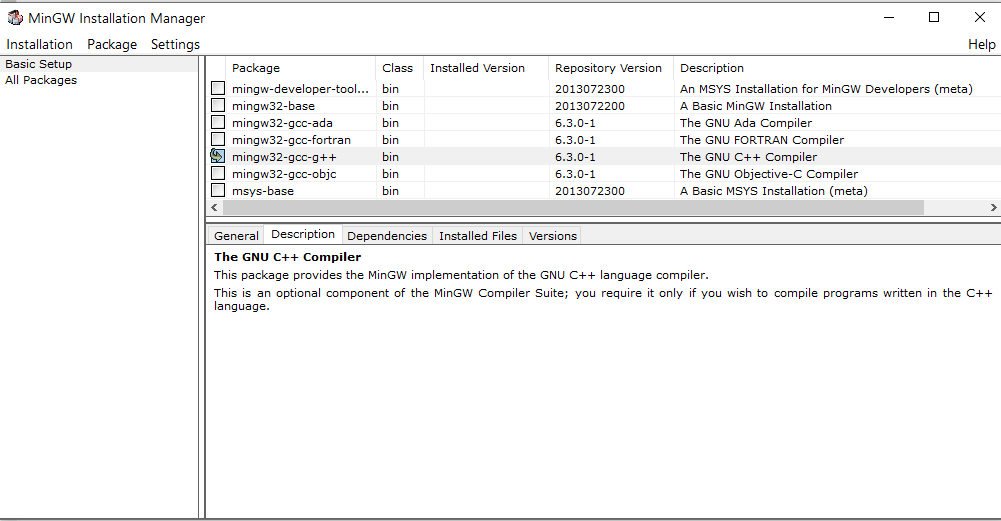 MinGW Installation Manager
Installation Package Settings Help
Basic Setup
All Packages
Package Class Installed Version Repository Version Description
mingw-developer-tool... bin 2013072300 An MSYS Installation for MinGW Developers (meta)
mingw32-base bin 2013072200 A Basic MinGW Installation
mingw32-gcc-ada bin 6.3.0-1 The GNU Ada Compiler
mingw32-gcc-fortran bin 6.3.0-1 The GNU FORTRAN Compiler
mingw32-gcc-g++ bin 6.3.0-1 The GNU C++ Compiler
mingw32-gcc-objc bin 6.3.0-1 The GNU Objective-C Compiler
msys-base bin 2013072300 A Basic MSYS Installation (meta)
General Description Dependencies Installed Files Versions
The GNU C++ Compiler
This package provides the MinGW implementation of the GNU C++ language compiler.
This is an optional component of the MinGW Compiler Suite; you require it only if you wish to compile programs written in the C++
language.